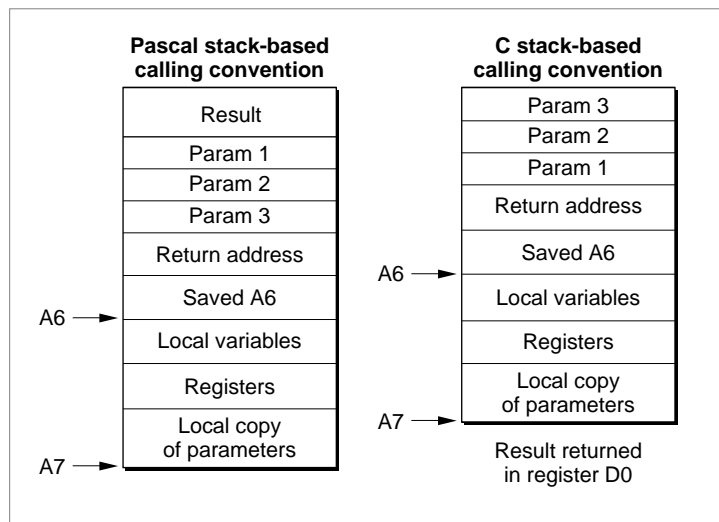 Pascal stack-based
calling convention
Result
Param 1
Param 2
Param 3
Return address
Saved A6
A6
Local variables
Registers
Local copy
of parameters
A7
C stack-based
calling convention
Param 3
Param 2
Param 1
Return address
Saved A6
A6
Local variables
Registers
Local copy
of parameters
A7
Result returned
in register D0